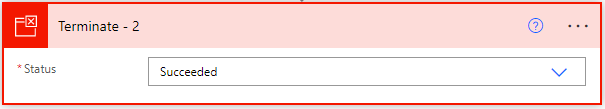 Terminate - 2
* Status
Succeeded